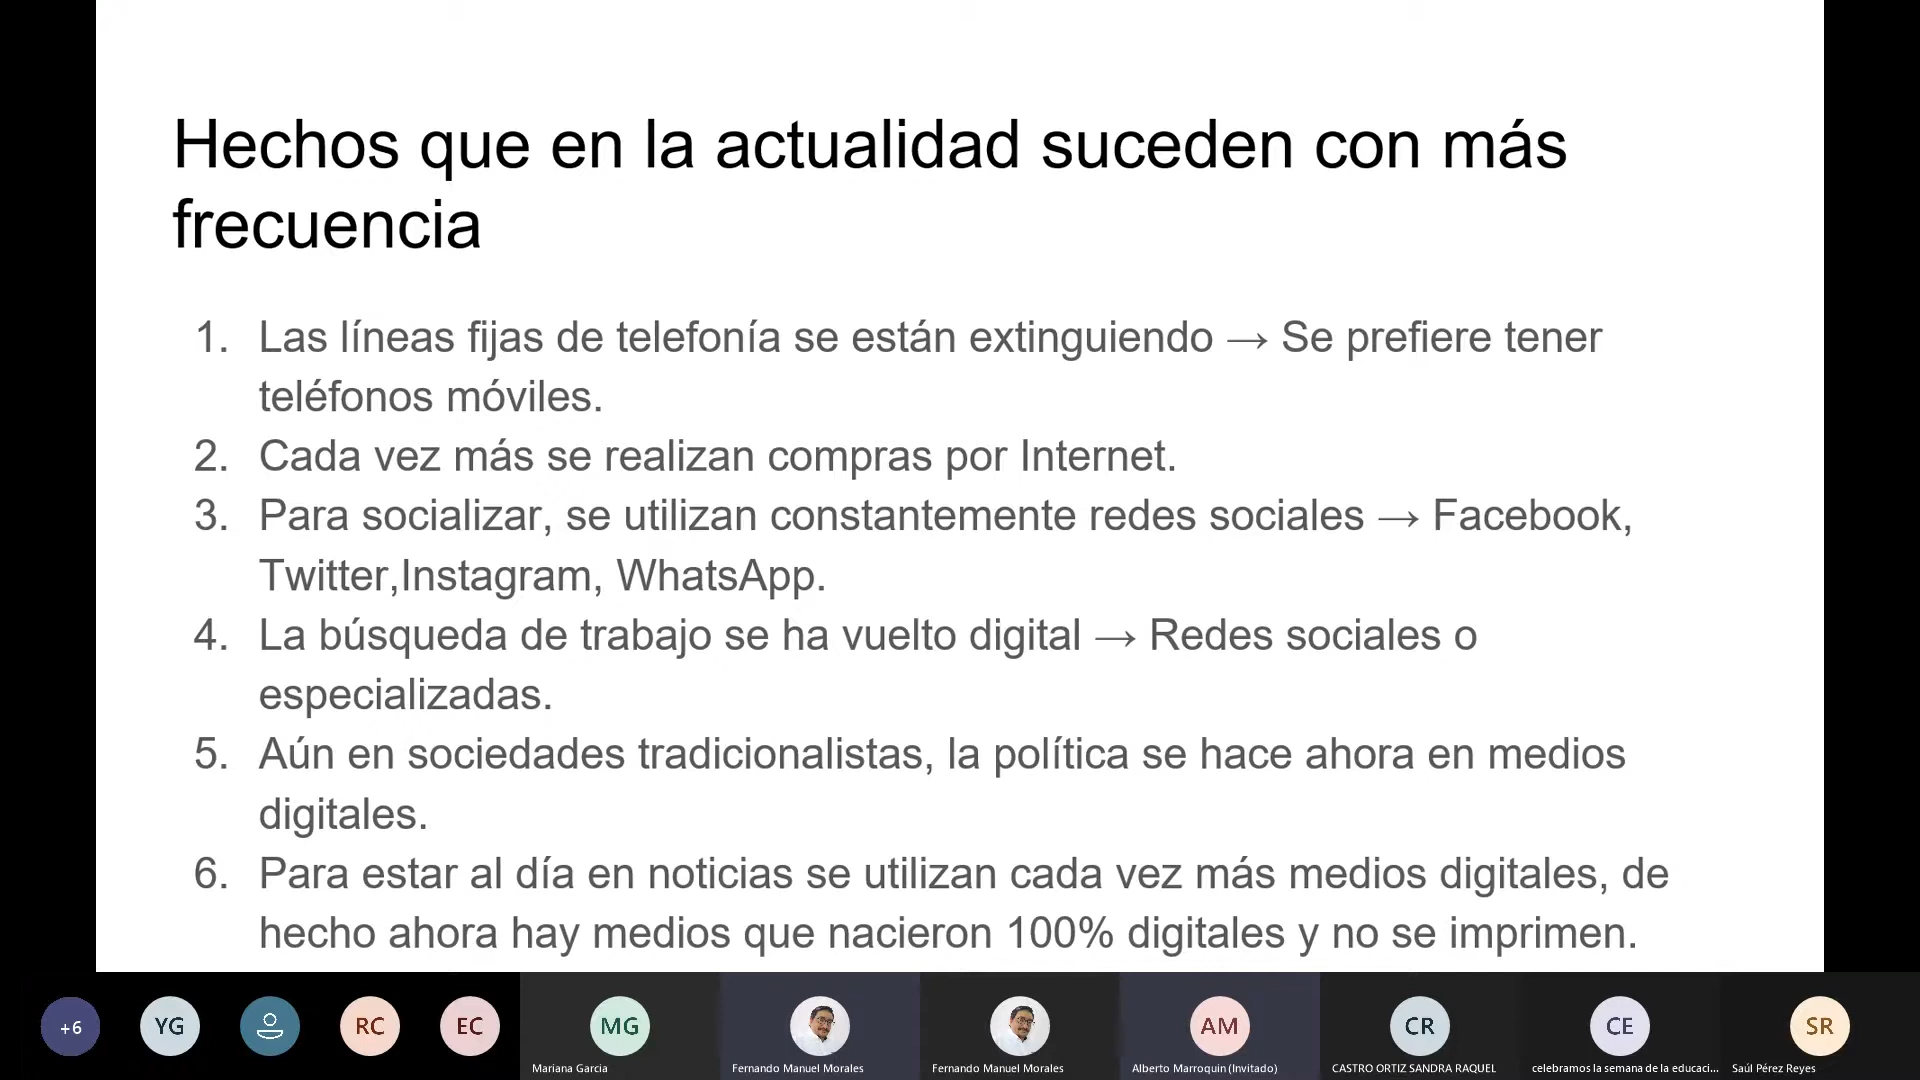 Hechos que en la actualidad suceden con más
frecuencia
1. Las líneas fijas de telefonía se están extinguiendo → Se prefiere tener
teléfonos móviles.
2. Cada vez más se realizan compras por Internet.
3. Para socializar, se utilizan constantemente redes sociales → Facebook,
Twitter,Instagram, WhatsApp.
4. La búsqueda de trabajo se ha vuelto digital → Redes sociales o
especializadas.
5. Aún en sociedades tradicionalistas, la política se hace ahora en medios
digitales.
6. Para estar al día en noticias se utilizan cada vez más medios digitales, de
hecho ahora hay medios que nacieron 100% digitales y no se imprimen.
+6 YG RC EC MG AM CR CE SR
Mariana Garcia Fernando Manuel Morales Fernando Manuel Morales Alberto Marroquin (Invitado) CASTRO ORTIZ SANDRA RAQUEL celebramos la semana de la educaci... Saúl Pérez Reyes